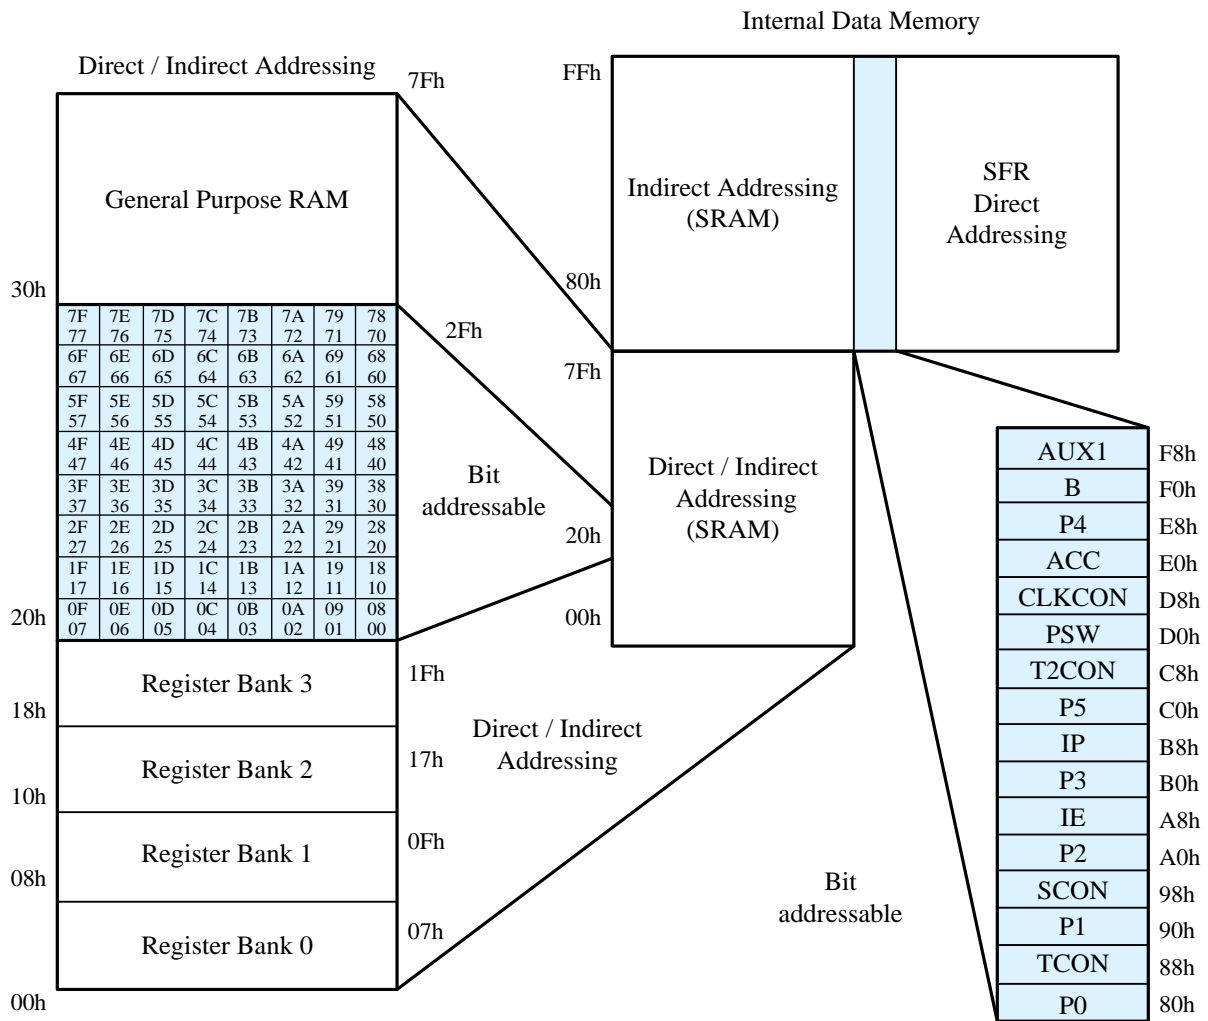 Internal Data Memory
Direct / Indirect Addressing
7Fh
FFh
General Purpose RAM
Indirect Addressing
(SRAM)
SFR
Direct
Addressing
80h
30h
7F 7E 7D 7C 7B 7A 79 78
77 76 75 74 73 72 71 70
6F 6E 6D 6C 6B 6A 69 68
67 66 65 64 63 62 61 60
5F 5E 5D 5C 5B 5A 59 58
57 56 55 54 53 52 51 50
4F 4E 4D 4C 4B 4A 49 48
47 46 45 44 43 42 41 40
3F 3E 3D 3C 3B 3A 39 38
37 36 35 34 33 32 31 30
2F 2E 2D 2C 2B 2A 29 28
27 26 25 24 23 22 21 20
1F 1E 1D 1C 1B 1A 19 18
17 16 15 14 13 12 11 10
0F 0E 0D 0C 0B 0A 09 08
07 06 05 04 03 02 01 00
2Fh
7Fh
Bit
addressable
Direct / Indirect
Addressing
(SRAM)
20h
20h
00h
Register Bank 3
1Fh
18h
Register Bank 2
17h
10h
Register Bank 1
0Fh
08h
Register Bank 0
07h
00h
Direct / Indirect
Addressing
Bit
addressable
AUX1 F8h
B F0h
P4 E8h
ACC E0h
CLKCON D8h
PSW D0h
T2CON C8h
P5 C0h
IP B8h
P3 B0h
IE A8h
P2 A0h
SCON 98h
P1 90h
TCON 88h
P0 80h